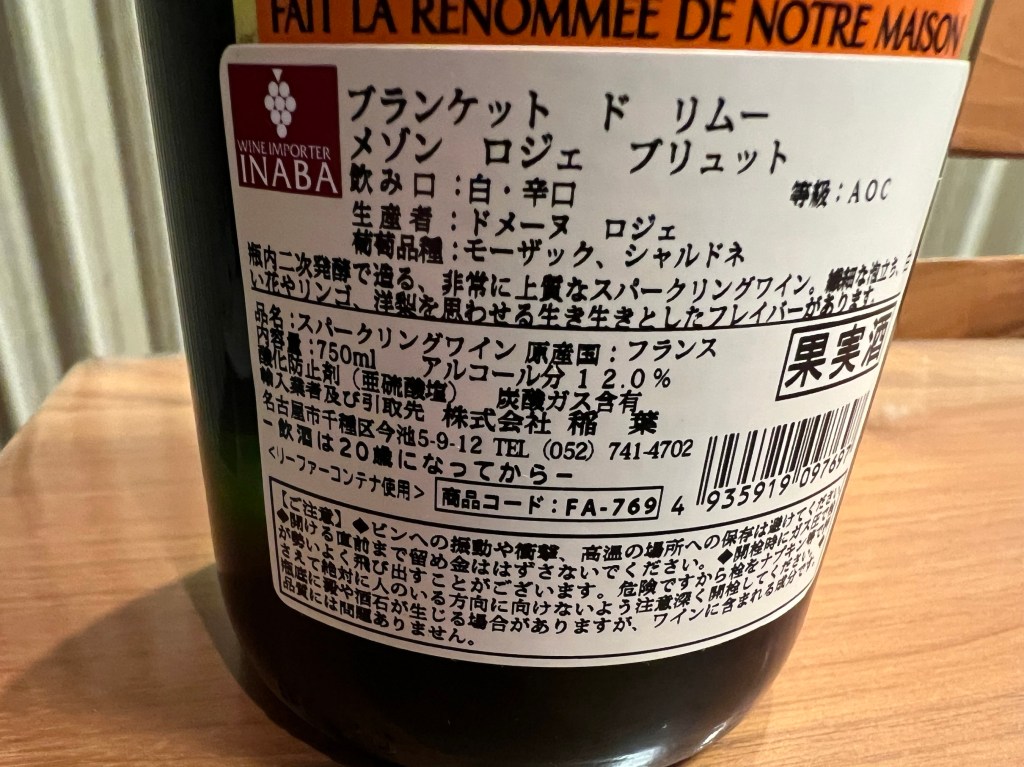 FAIT LA RENOMMÉE DE NOTRE MAISON
WINE IMPORTER
INABA
ブランケット ド リムー
メゾン ロジェ ブリュット
飲み口：白・辛口
等級：AOC
生産者：ドメーヌ ロジェ
葡萄品種：モーザック、シャルドネ
瓶内二次発酵で造る、非常に上質なスパークリングワイン。繊細な泡立ち、白
い花やリンゴ、洋梨を思わせる生き生きとしたフレイバーがあります。
品名：スパークリングワイン 原産国：フランス
内容量：750ml アルコール分12.0%
酸化防止剤（亜硫酸塩） 炭酸ガス含有
輸入業者及び引取先 株式会社 稲葉
名古屋市千種区今池5-9-12 TEL (052) 741-4702
－飲酒は20歳になってから－
<リーファーコンテナ使用>
商品コード：FA-769
果実酒
4 935919 097697
【ご注意】◆ビンへの振動や衝撃、高温の場所への保存は避けてください
◆開ける直前まで留め金ははずさないでください。◆開栓時にガス圧で栓
が勢いよく飛び出すことがございます。危険ですから栓をナプキン等で押
さえて絶対に人のいる方向に向けないよう注意深く開栓してください。◆
瓶底に澱や酒石が生じる場合がありますが、ワインに含まれる成分です。
品質には問題ありません。